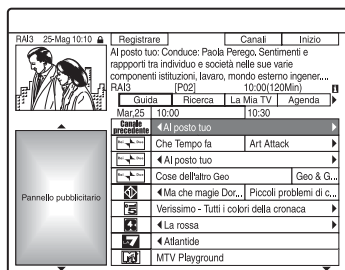 RAI3 25-Mag 10:10
Registrare Canali Inizio
Al posto tuo: Conduce: Paola Perego. Sentimenti e
rappporti tra individuo e società nelle sue varie
componenti istituzioni, lavaro, mondo esterno ingener....
RAI3 [P02] 10:00(120Min)
Guida Ricerca La Mia TV Agenda
Mar,25 10:00 10:30
Canale precedente Al posto tuo
Che Tempo fa Art Attack
Al posto tuo
Cose dell'altro Geo Geo & G...
Ma che magie Dor... Piccoli problemi di c...
5 Verissimo - Tutti i colori della cronaca
4 La rossa
7 Atlantide
MTV Playground
Pannello pubblicitario